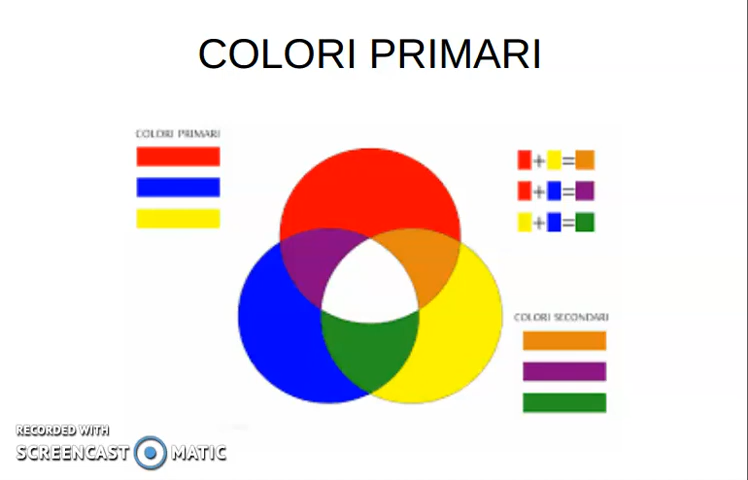 COLORI PRIMARI
COLORI PRIMARI
+ =
+ =
+ =
COLORI SECONDARI
RECORDED WITH
SCREENCAST MATIC